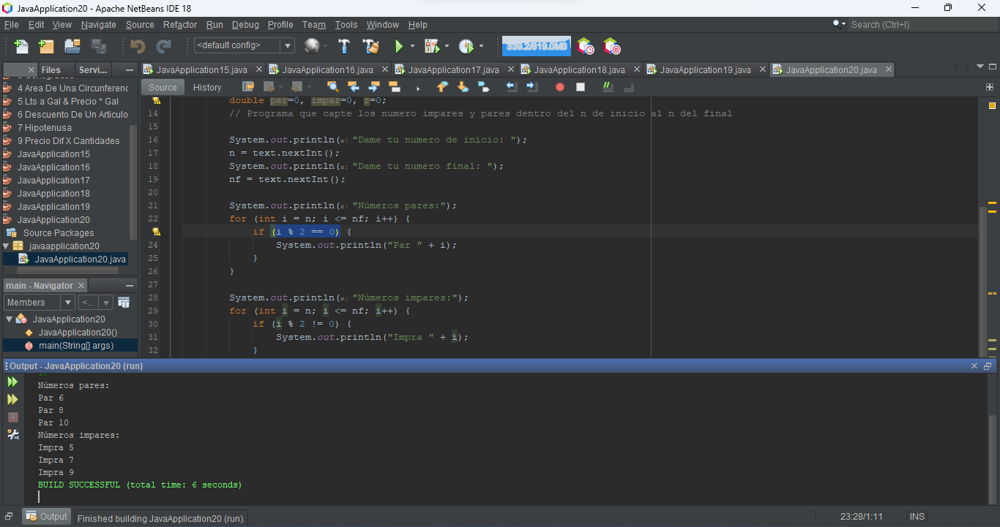 JavaApplication20 - Apache NetBeans IDE 18
File Edit View Navigate Source Refactor Run Debug Profile Team Tools Window Help
Search (Ctrl+I)
<default config>
339.2/619.0MB
Files Servi...
JavaApplication15.java JavaApplication16.java JavaApplication17.java JavaApplication18.java JavaApplication19.java JavaApplication20.java
Source History
4 Area De Una Circunferenc
5 Lts a Gal & Precio * Gal
6 Descuento De Un Articulo
7 Hipotenusa
9 Precio Dif X Cantidades
JavaApplication15
JavaApplication16
JavaApplication17
JavaApplication18
JavaApplication19
JavaApplication20
Source Packages
javaapplication20
JavaApplication20.java
main - Navigator
Members <...
JavaApplication20
JavaApplication20()
main(String[] args)
double par=0, impar=0, r=0;
14 // Programa que capte los numero impares y pares dentro del n de inicio al n del final
15
16 System.out.println(x: "Dame tu numero de inicio: ");
17 n = text.nextInt();
18 System.out.println(x: "Dame tu numero final: ");
19 nf = text.nextInt();
20
21 System.out.println(x: "Números pares:");
22 for (int i = n; i <= nf; i++) {
if (i % 2 == 0) {
24 System.out.println("Par " + i);
25 }
26 }
27
28 System.out.println(x: "Números impares:");
29 for (int i = n; i <= nf; i++) {
30 if (i % 2 != 0) {
31 System.out.println("Impra " + i);
32 }
Output - JavaApplication20 (run)
Números pares:
Par 6
Par 8
Par 10
Números impares:
Impra 5
Impra 7
Impra 9
BUILD SUCCESSFUL (total time: 6 seconds)
Output
Finished building JavaApplication20 (run).
23:28/1:11 INS